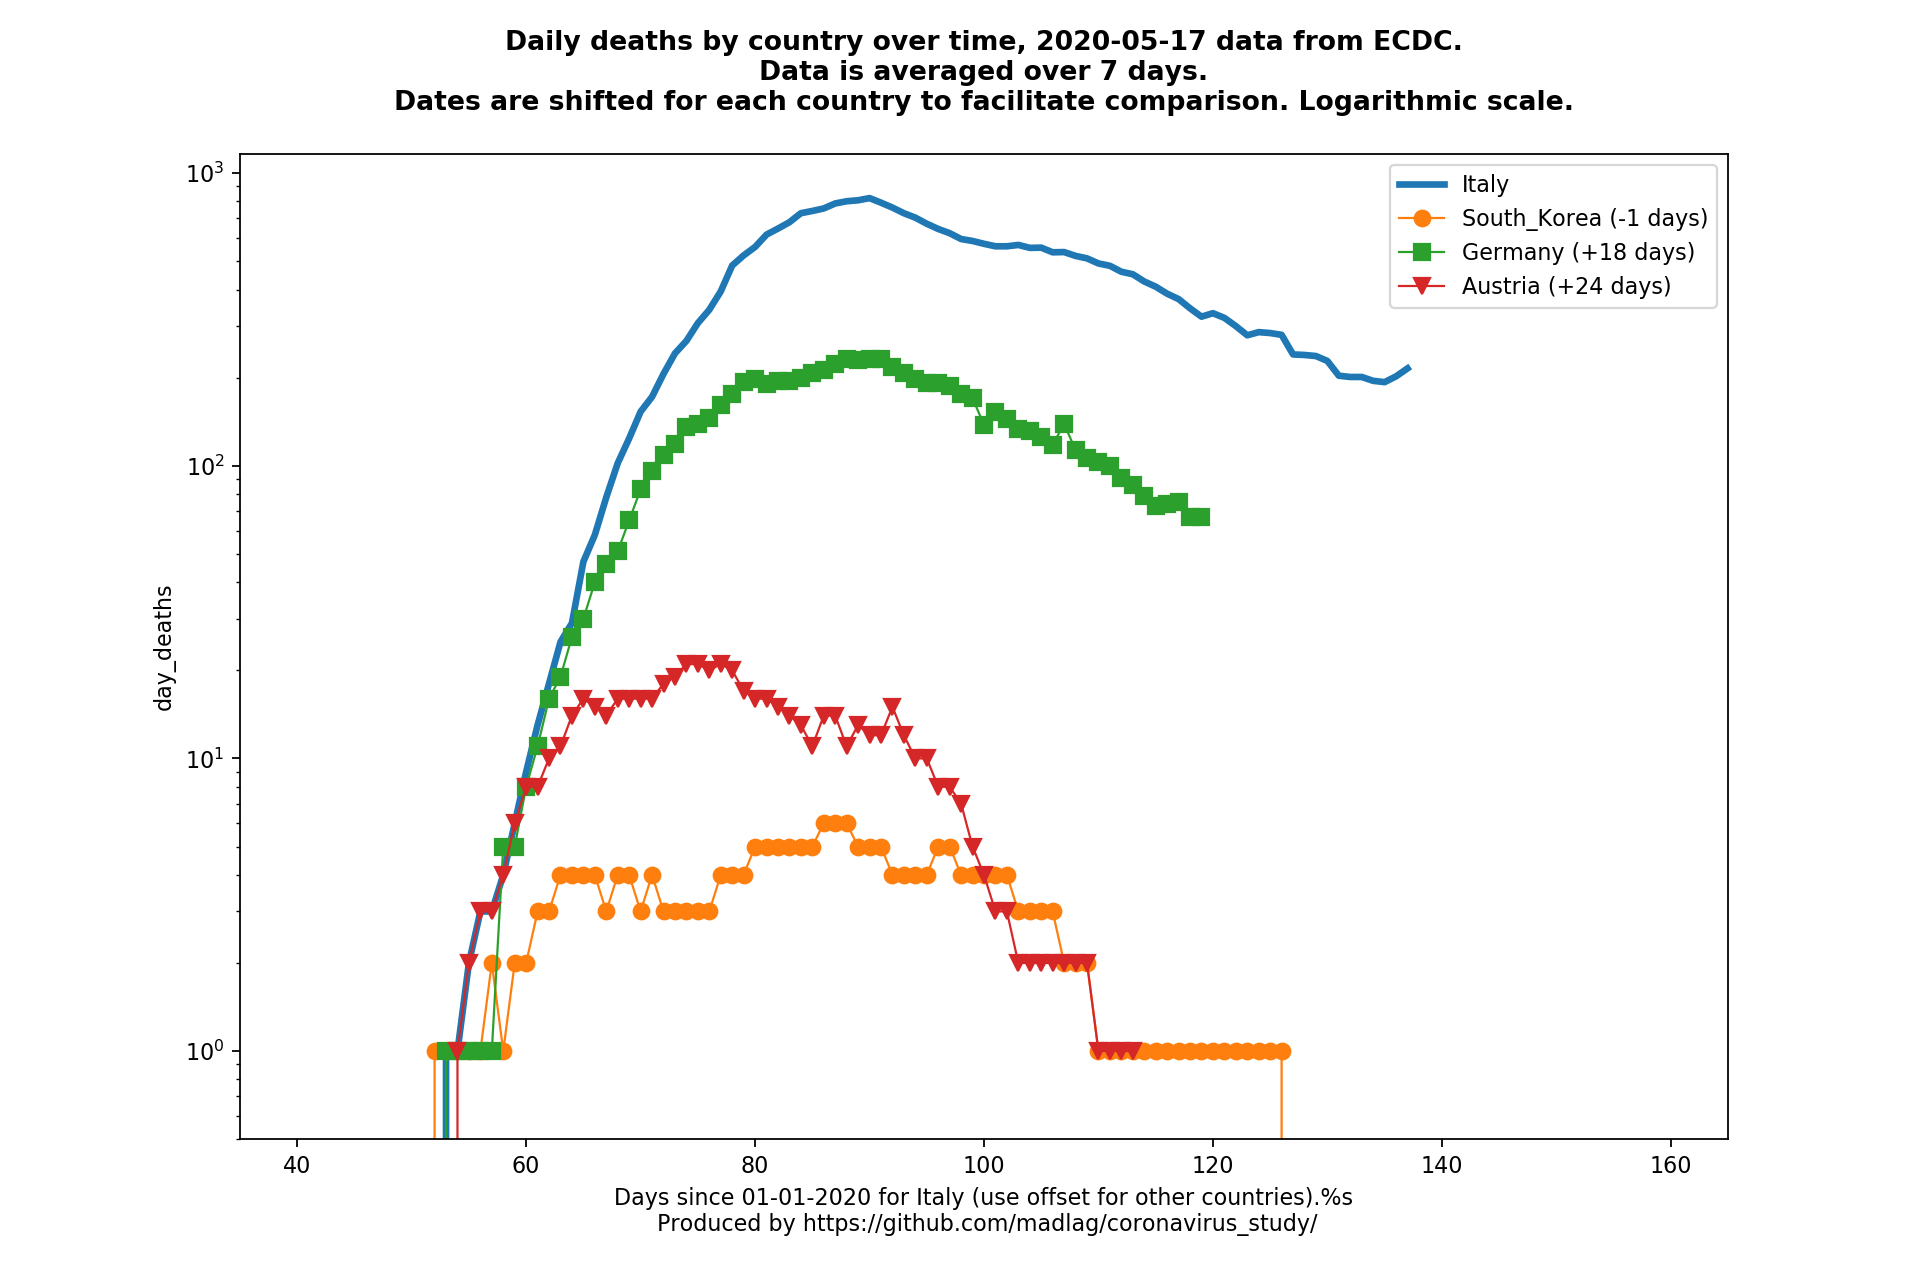 Daily deaths by country over time, 2020-05-17 data from ECDC.
Data is averaged over 7 days.
Dates are shifted for each country to facilitate comparison. Logarithmic scale.
10³
10²
10¹
10⁰
day_deaths
Italy
South_Korea (-1 days)
Germany (+18 days)
Austria (+24 days)
40 60 80 100 120 140 160
Days since 01-01-2020 for Italy (use offset for other countries).%s
Produced by https://github.com/madlag/coronavirus_study/